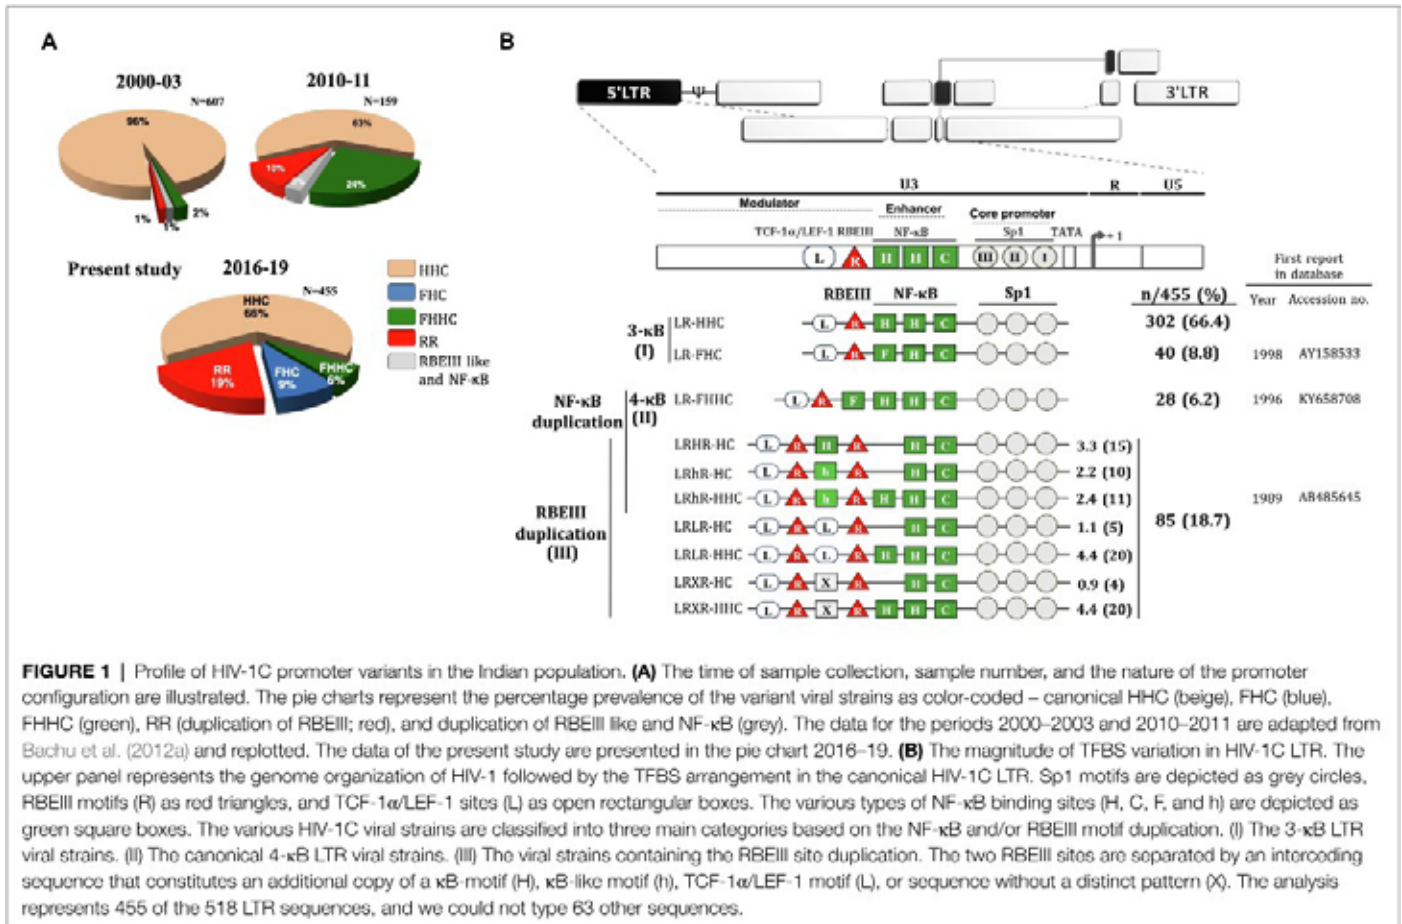 A
2000-03
N=607
96%
1%
1%
2%
2010-11
N=159
63%
10%
24%
Present study
2016-19
N=455
HHC
66%
RR
19%
FHC
9%
FHHC
6%
HHC
FHC
FHHC
RR
RBEIII like
and NF-κB
B
5'LTR
Ψ
3'LTR
U3 R U5
Modulator Enhancer Core promoter
TCF-1α/LEF-1 RBEIII NF-κB Sp1 TATA +1
L R H H C III II I
First report
in database
RBEIII NF-κB Sp1 n/455 (%) Year Accession no.
3-κB
(I)
LR-HHC L R H H C 302 (66.4)
LR-FHC L R F H C 40 (8.8) 1998 AY158533
NF-κB
duplication
4-κB
(II)
LR-FHHC L R F H H C 28 (6.2) 1996 KY658708
RBEIII
duplication
(III)
LRHR-HC L R H R H C 3.3 (15)
LRhR-HC L R h R H C 2.2 (10)
LRhR-HHC L R h R H H C 2.4 (11)
LRLR-HC L R L R H C 1.1 (5)
LRLR-HHC L R L R H H C 4.4 (20)
LRXR-HC L R X R H C 0.9 (4)
LRXR-HHC L R X R H H C 4.4 (20)
85 (18.7) 1989 AB485645
FIGURE 1 | Profile of HIV-1C promoter variants in the Indian population. (A) The time of sample collection, sample number, and the nature of the promoter
configuration are illustrated. The pie charts represent the percentage prevalence of the variant viral strains as color-coded – canonical HHC (beige), FHC (blue),
FHHC (green), RR (duplication of RBEIII; red), and duplication of RBEIII like and NF-κB (grey). The data for the periods 2000–2003 and 2010–2011 are adapted from
Bachu et al. (2012a) and replotted. The data of the present study are presented in the pie chart 2016–19. (B) The magnitude of TFBS variation in HIV-1C LTR. The
upper panel represents the genome organization of HIV-1 followed by the TFBS arrangement in the canonical HIV-1C LTR. Sp1 motifs are depicted as grey circles,
RBEIII motifs (R) as red triangles, and TCF-1α/LEF-1 sites (L) as open rectangular boxes. The various types of NF-κB binding sites (H, C, F, and h) are depicted as
green square boxes. The various HIV-1C viral strains are classified into three main categories based on the NF-κB and/or RBEIII motif duplication. (I) The 3-κB LTR
viral strains. (II) The canonical 4-κB LTR viral strains. (III) The viral strains containing the RBEIII site duplication. The two RBEIII sites are separated by an interceding
sequence that constitutes an additional copy of a κB-motif (H), κB-like motif (h), TCF-1α/LEF-1 motif (L), or sequence without a distinct pattern (X). The analysis
represents 455 of the 518 LTR sequences, and we could not type 63 other sequences.